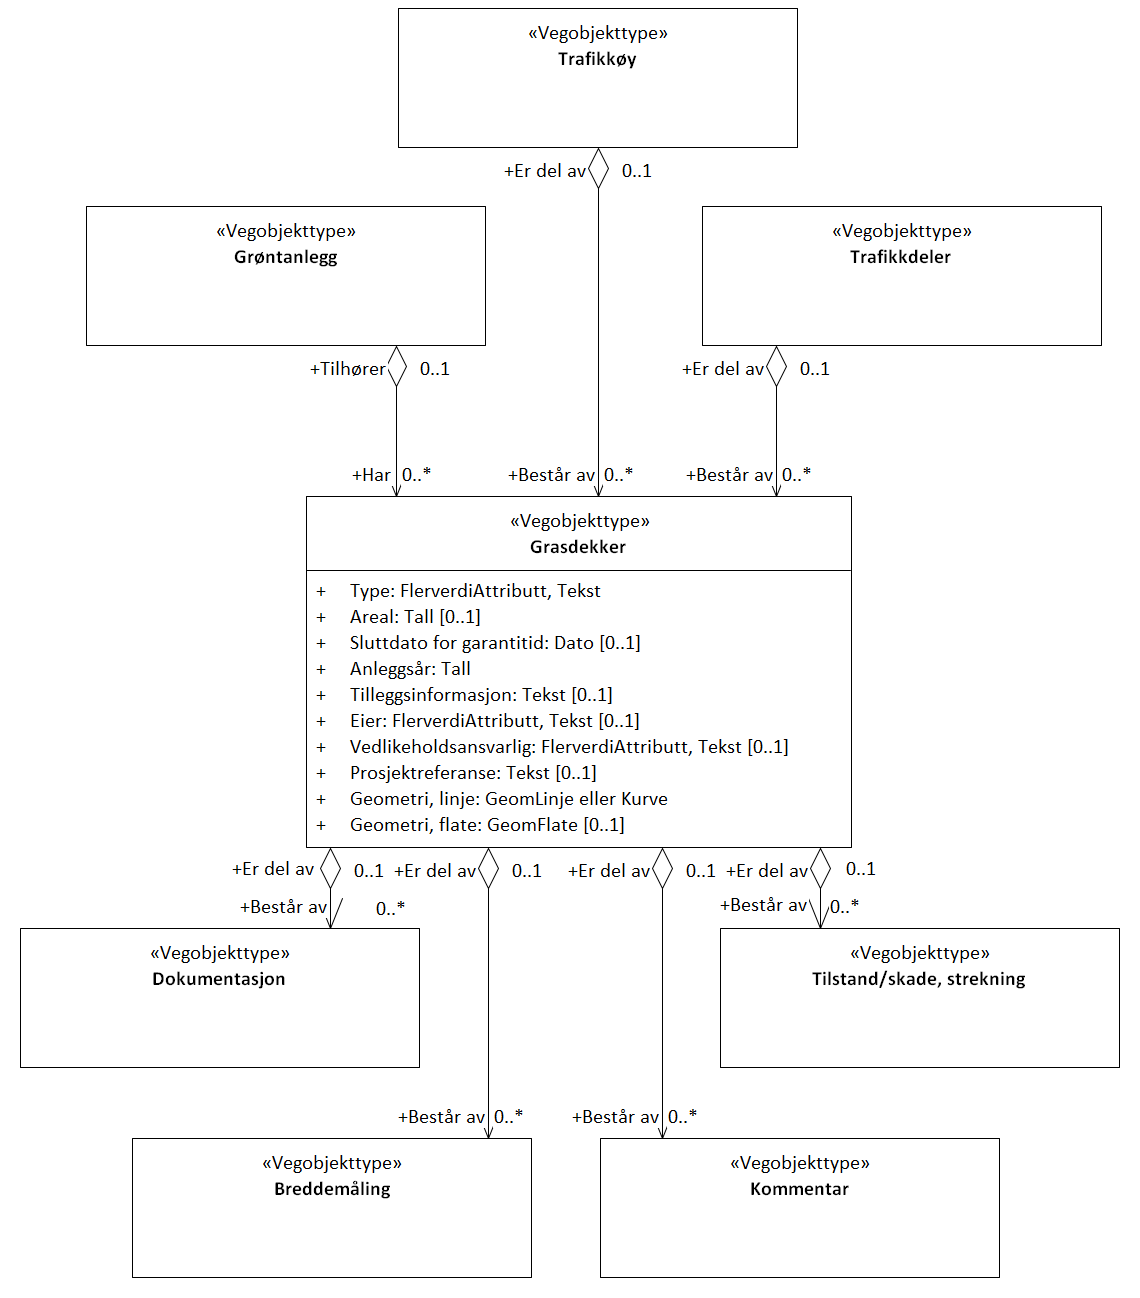 «Vegobjekttype»
Trafikkøy
+Er del av 0..1
«Vegobjekttype»
Grøntanlegg
«Vegobjekttype»
Trafikkdeler
+Tilhører 0..1
+Er del av 0..1
+Har 0..*
+Består av 0..*
+Består av 0..*
«Vegobjekttype»
Grasdekker
+ Type: FlerverdiAttributt, Tekst
+ Areal: Tall [0..1]
+ Sluttdato for garantitid: Dato [0..1]
+ Anleggsår: Tall
+ Tilleggsinformasjon: Tekst [0..1]
+ Eier: FlerverdiAttributt, Tekst [0..1]
+ Vedlikeholdsansvarlig: FlerverdiAttributt, Tekst [0..1]
+ Prosjektreferanse: Tekst [0..1]
+ Geometri, linje: GeomLinje eller Kurve
+ Geometri, flate: GeomFlate [0..1]
+Er del av 0..1
+Er del av 0..1
+Er del av 0..1
+Er del av 0..1
+Består av 0..*
+Består av 0..*
«Vegobjekttype»
Dokumentasjon
«Vegobjekttype»
Tilstand/skade, strekning
+Består av 0..*
+Består av 0..*
«Vegobjekttype»
Breddemåling
«Vegobjekttype»
Kommentar